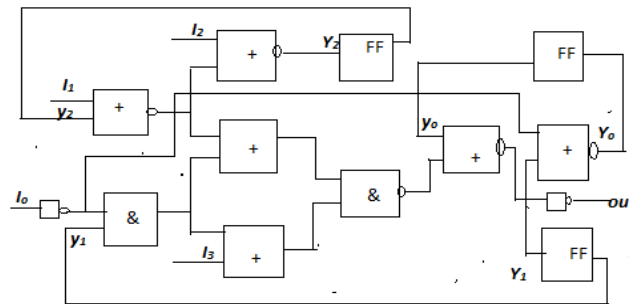 I2
+
Y2
FF
FF
I1
y2
+
yo
+
Yo
+
+
Io
&
&
ou
y1
I3
+
Y1
FF